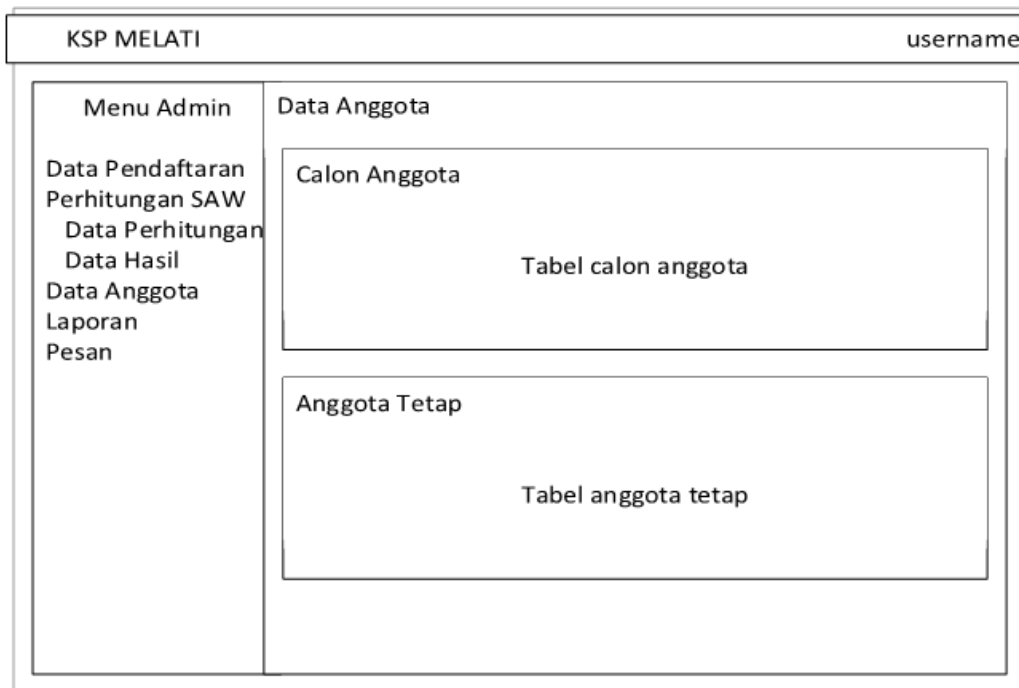 KSP MELATI
username
Menu Admin
Data Pendaftaran
Perhitungan SAW
Data Perhitungan
Data Hasil
Data Anggota
Laporan
Pesan
Data Anggota
Calon Anggota
Tabel calon anggota
Anggota Tetap
Tabel anggota tetap